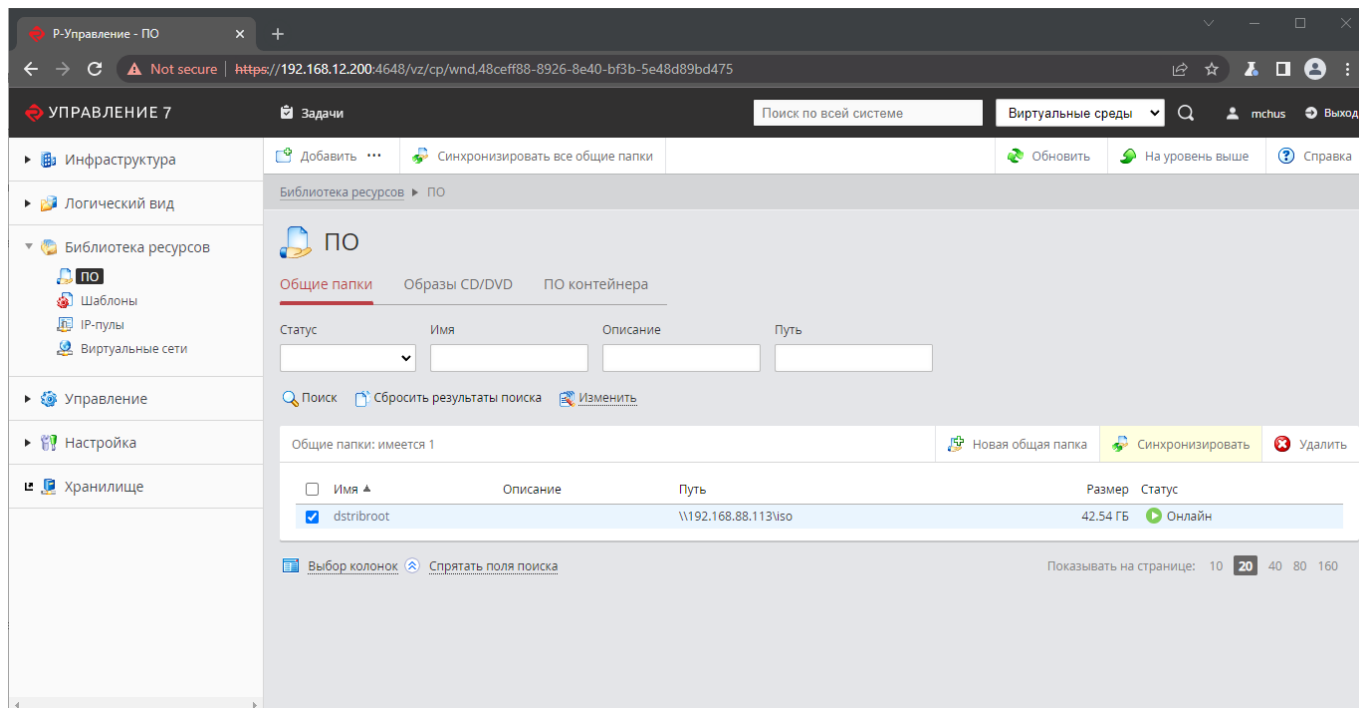 Р-Управление - ПО
Not secure | https://192.168.12.200:4648/vz/cp/wnd,48ceff88-8926-8e40-bf3b-5e48d89bd475
УПРАВЛЕНИЕ 7 Задачи Поиск по всей системе Виртуальные среды mchus Выход
Инфраструктура
Логический вид
Библиотека ресурсов
ПО
Шаблоны
IP-пулы
Виртуальные сети
Управление
Настройка
Хранилище
Добавить ••• Синхронизировать все общие папки Обновить На уровень выше Справка
Библиотека ресурсов ПО
ПО
Общие папки Образы CD/DVD ПО контейнера
Статус Имя Описание Путь
Поиск Сбросить результаты поиска Изменить
Общие папки: имеется 1 Новая общая папка Синхронизировать Удалить
Имя Описание Путь Размер Статус
dstribroot \\192.168.88.113\iso 42.54 ГБ Онлайн
Выбор колонок Спрятать поля поиска Показывать на странице: 10 20 40 80 160